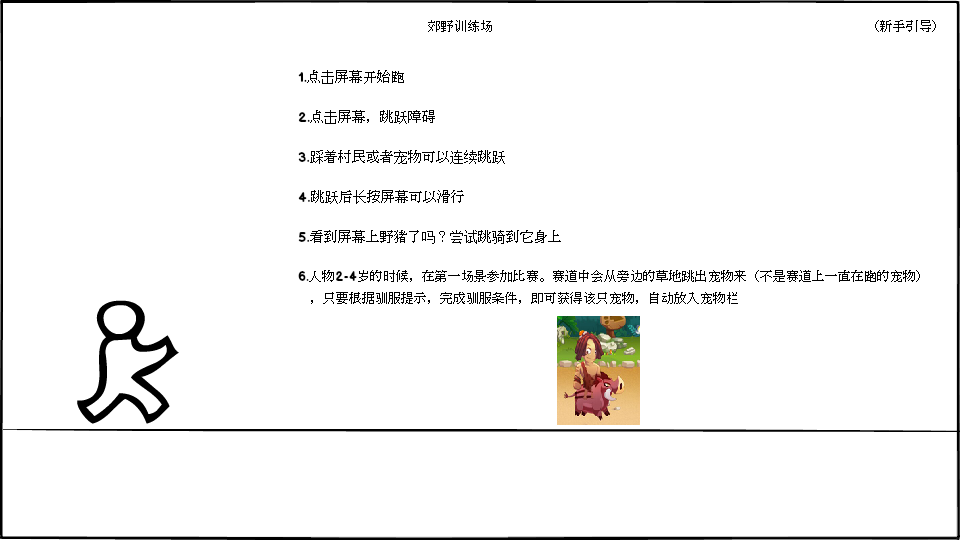 郊野训练场
(新手引导)
1.点击屏幕开始跑
2.点击屏幕，跳跃障碍
3.踩着村民或者宠物可以连续跳跃
4.跳跃后长按屏幕可以滑行
5.看到屏幕上野猪了吗？尝试跳骑到它身上
6.人物2-4岁的时候，在第一场景参加比赛。赛道中会从旁边的草地跳出宠物来（不是赛道上一直在跑的宠物）
，只要根据驯服提示，完成驯服条件，即可获得该只宠物，自动放入宠物栏